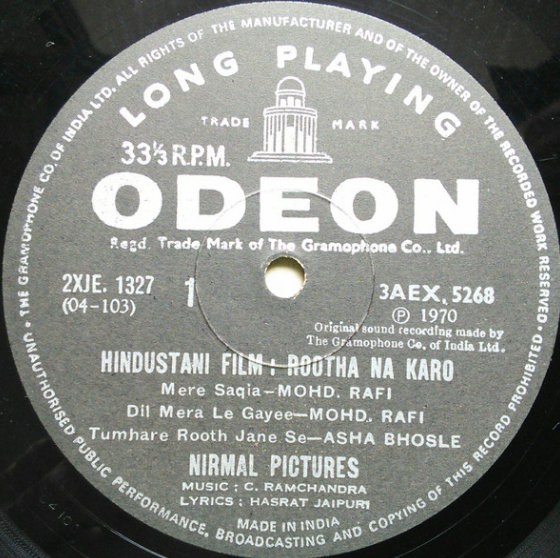 • THE GRAMOPHONE CO. OF INDIA LTD. ALL RIGHTS OF THE MANUFACTURER AND OF THE OWNER OF THE RECORDED WORK RESERVED
LONG PLAYING
TRADE MARK
33⅓ R.P.M.
ODEON
Regd. Trade Mark of The Gramophone Co., Ltd.
2XJE. 1327
(04-103)
1
3AEX. 5268
Ⓟ 1970
Original sound recording made by
The Gramophone Co. of India Ltd.
HINDUSTANI FILM : ROOTHA NA KARO
Mere Saqia—MOHD. RAFI
Dil Mera Le Gayee—MOHD. RAFI
Tumhare Rooth Jane Se—ASHA BHOSLE
NIRMAL PICTURES
MUSIC : C. RAMCHANDRA
LYRICS : HASRAT JAIPURI
MADE IN INDIA
UNAUTHORISED PUBLIC PERFORMANCE, BROADCASTING AND COPYING OF THIS RECORD PROHIBITED •